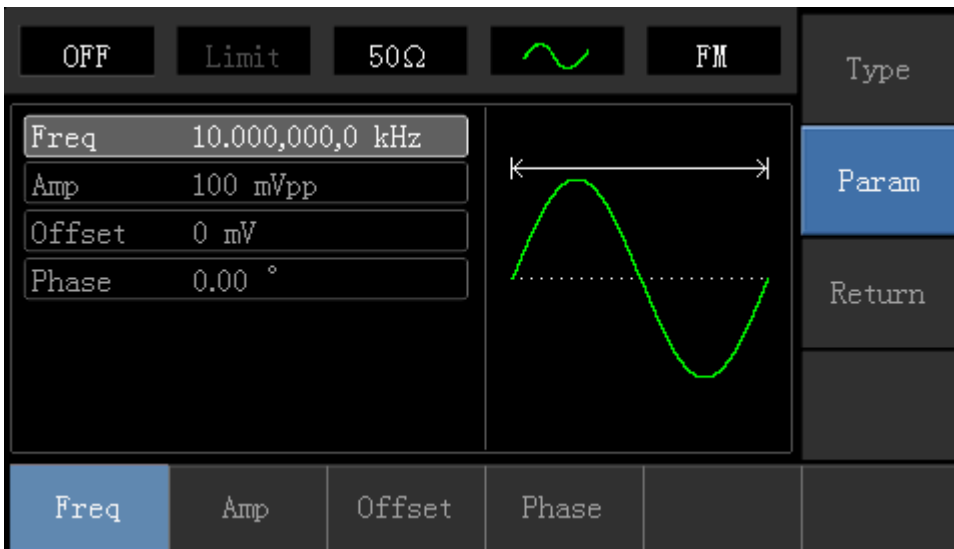 OFF Limit 50Ω FM
Type
Freq 10.000,000,0 kHz
Amp 100 mVpp
Offset 0 mV
Phase 0.00 °
Param
Return
Freq Amp Offset Phase